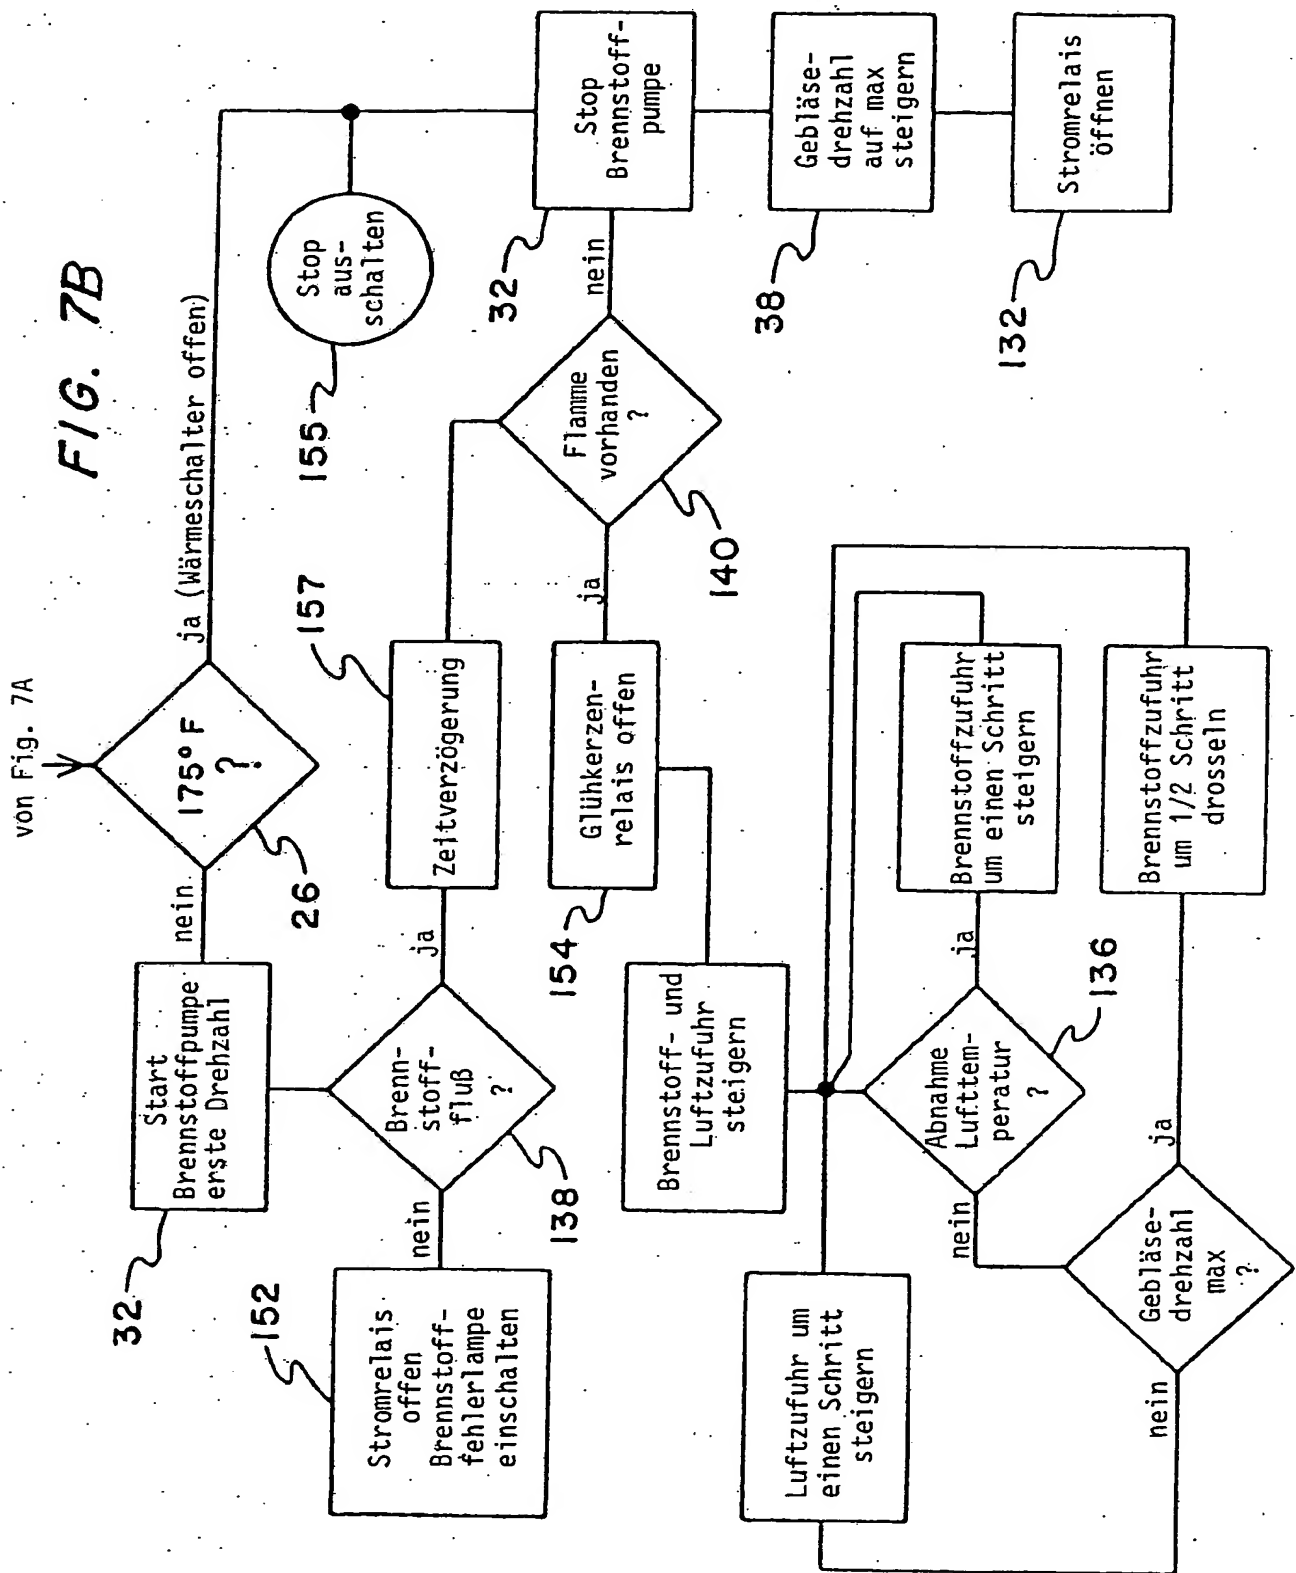 FIG. 7B
von Fig. 7A
175° F
?
26
ja (Wärmeschalter offen)
nein
Start
Brennstoffpumpe
erste Drehzahl
32
Stop
aus-
schalten
155
Brenn-
stoff-
fluß
?
138
nein
ja
Stromrelais
offen
Brennstoff-
fehlerlampe
einschalten
152
Zeitverzögerung
157
Flamme
vorhanden
?
140
ja
nein
Stop
Brennstoff-
pumpe
32
Gebläse-
drehzahl
auf max
steigern
38
Stromrelais
öffnen
132
Glühkerzen-
relais offen
154
Brennstoff- und
Luftzufuhr
steigern
Abnahme
Lufttem-
peratur
?
136
ja
nein
Brennstoffzufuhr
um einen Schritt
steigern
Luftzufuhr um
einen Schritt
steigern
Gebläse-
drehzahl
max
?
nein
ja
Brennstoffzufuhr
um 1/2 Schritt
drosseln